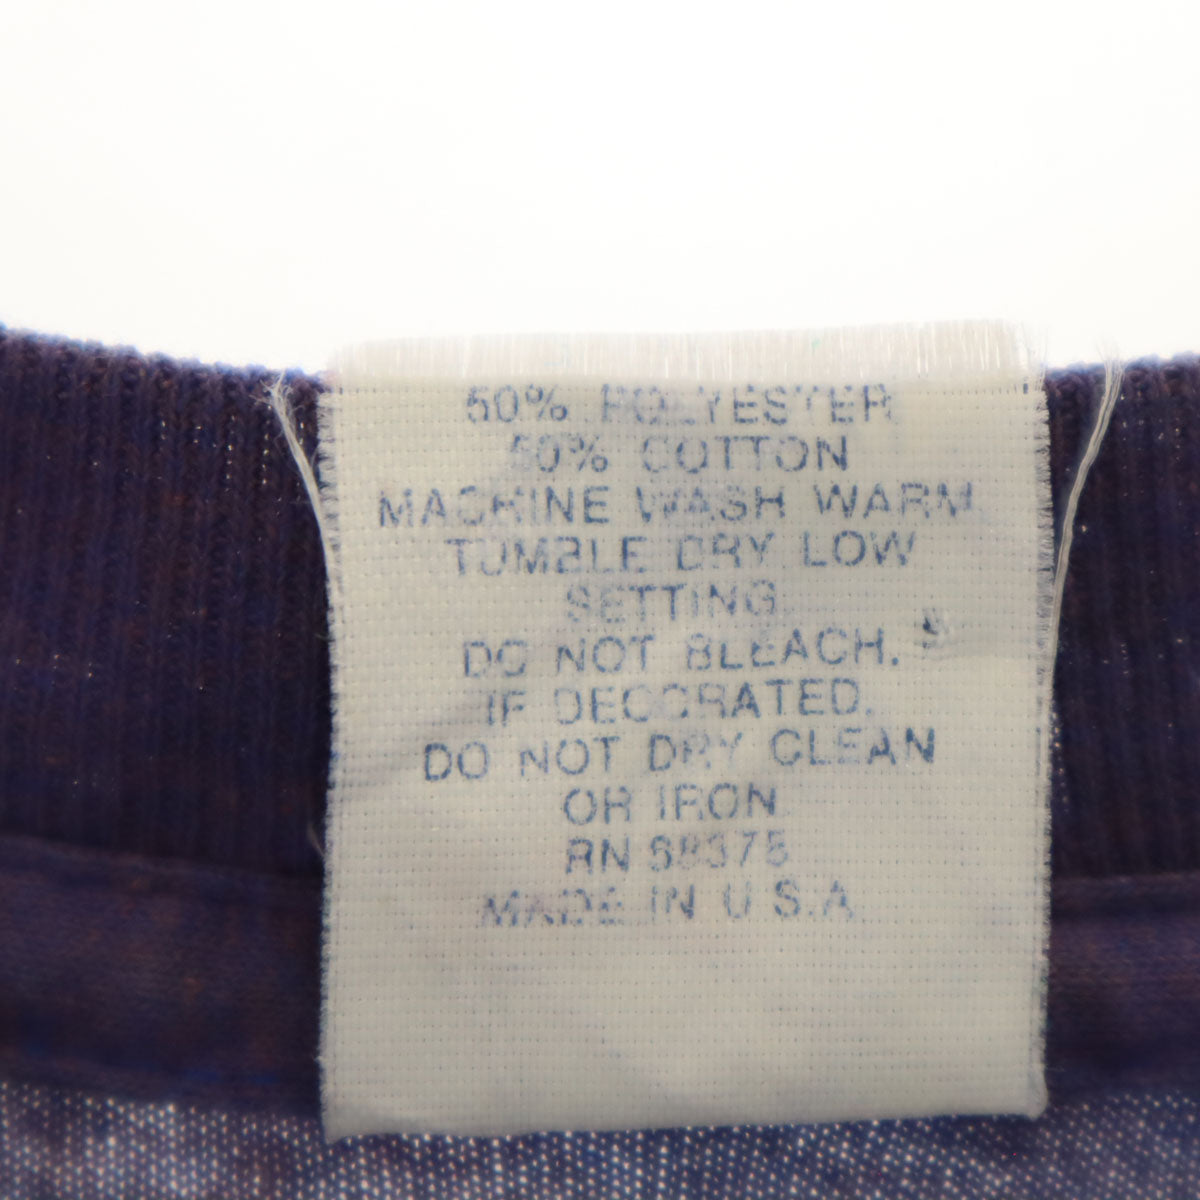 50% POLYESTER
50% COTTON
MACHINE WASH WARM
TUMBLE DRY LOW
SETTING
DO NOT BLEACH.
IF DECORATED,
DO NOT DRY CLEAN
OR IRON
RN
MADE IN U.S.A